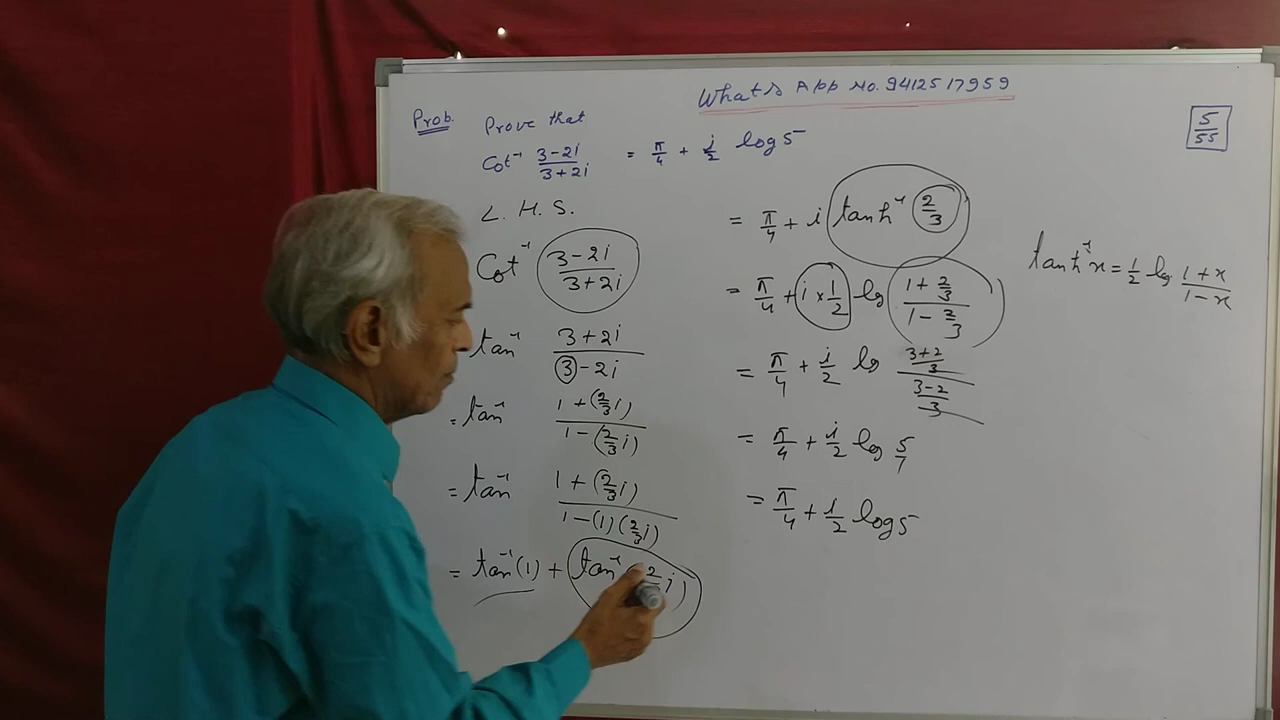 What's App No. 9412517959
5/55
Prob. Prove that
Cot⁻¹ (3-2i)/(3+2i) = π/4 + i/2 log 5
L. H. S.
Cot⁻¹ (3-2i)/(3+2i)
tan⁻¹ (3+2i)/(3-2i)
= tan⁻¹ (1+(2/3 i))/(1-(2/3 i))
= tan⁻¹ (1+(2/3 i))/(1-(1)(2/3 i))
= tan⁻¹(1) + tan⁻¹ (2/ i)
= π/4 + i tanh⁻¹ (2/3)
= π/4 + i × 1/2 log (1+2/3)/(1-2/3)
= π/4 + i/2 log ((3+2)/3)/((3-2)/3)
= π/4 + i/2 log 5/1
= π/4 + i/2 log 5
tanh⁻¹x = 1/2 log (1+x)/(1-x)